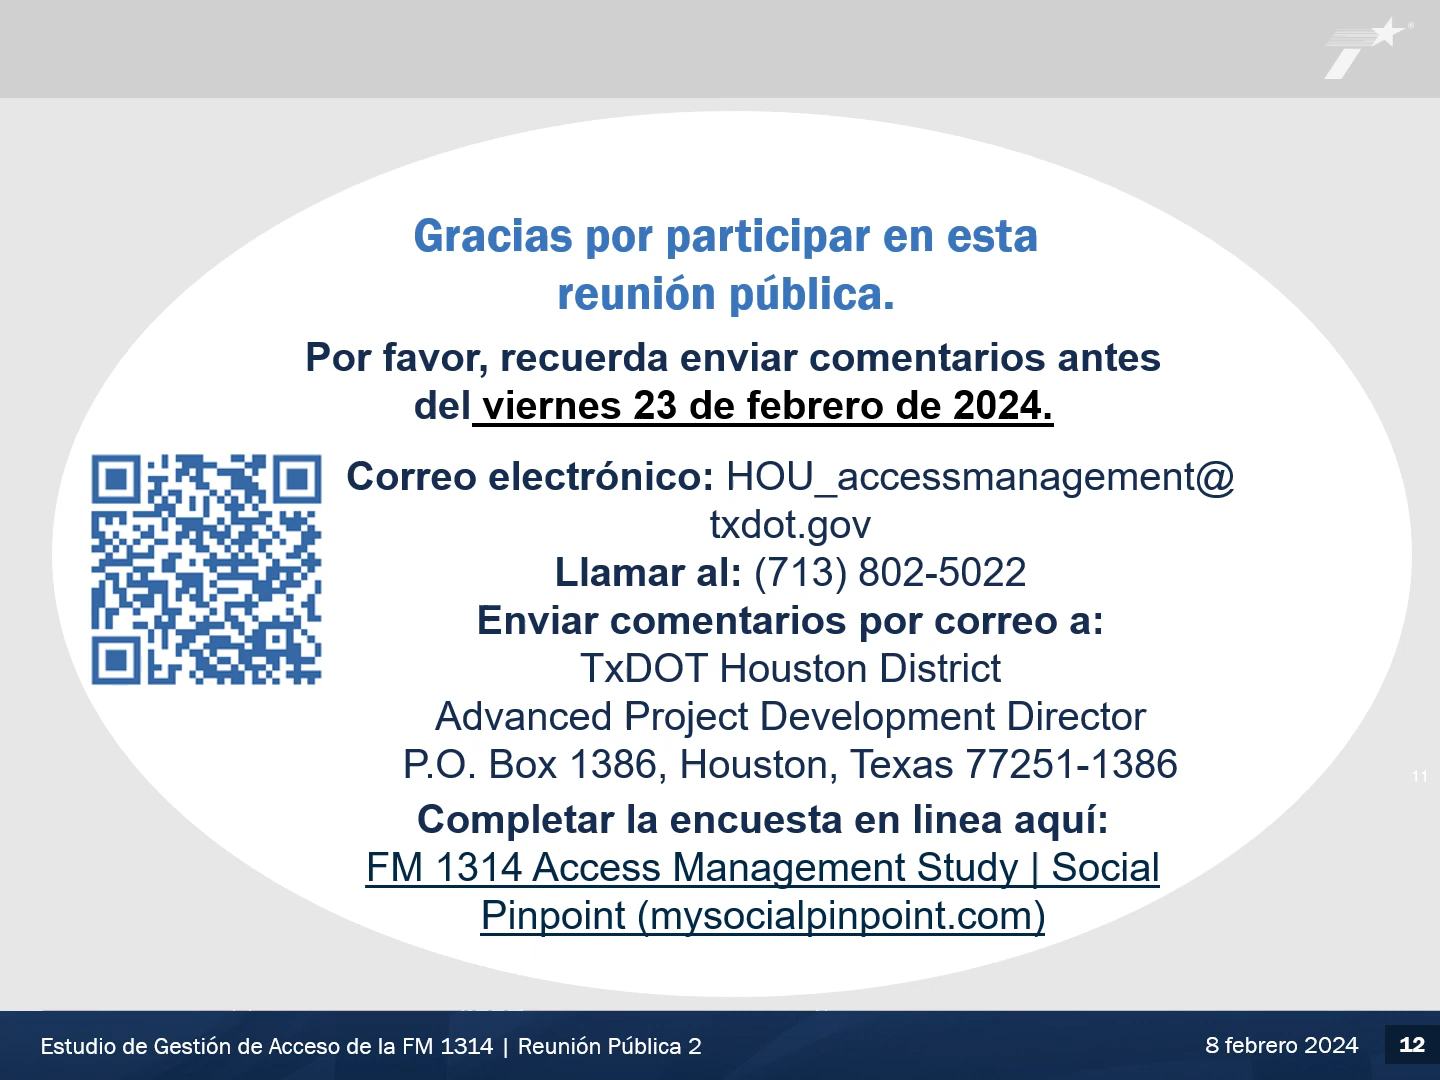 Gracias por participar en esta
reunión pública.
Por favor, recuerda enviar comentarios antes
del viernes 23 de febrero de 2024.
Correo electrónico: HOU_accessmanagement@
txdot.gov
Llamar al: (713) 802-5022
Enviar comentarios por correo a:
TxDOT Houston District
Advanced Project Development Director
P.O. Box 1386, Houston, Texas 77251-1386
11
Completar la encuesta en linea aquí:
FM 1314 Access Management Study | Social
Pinpoint (mysocialpinpoint.com)
Estudio de Gestión de Acceso de la FM 1314 | Reunión Pública 2
8 febrero 2024
12